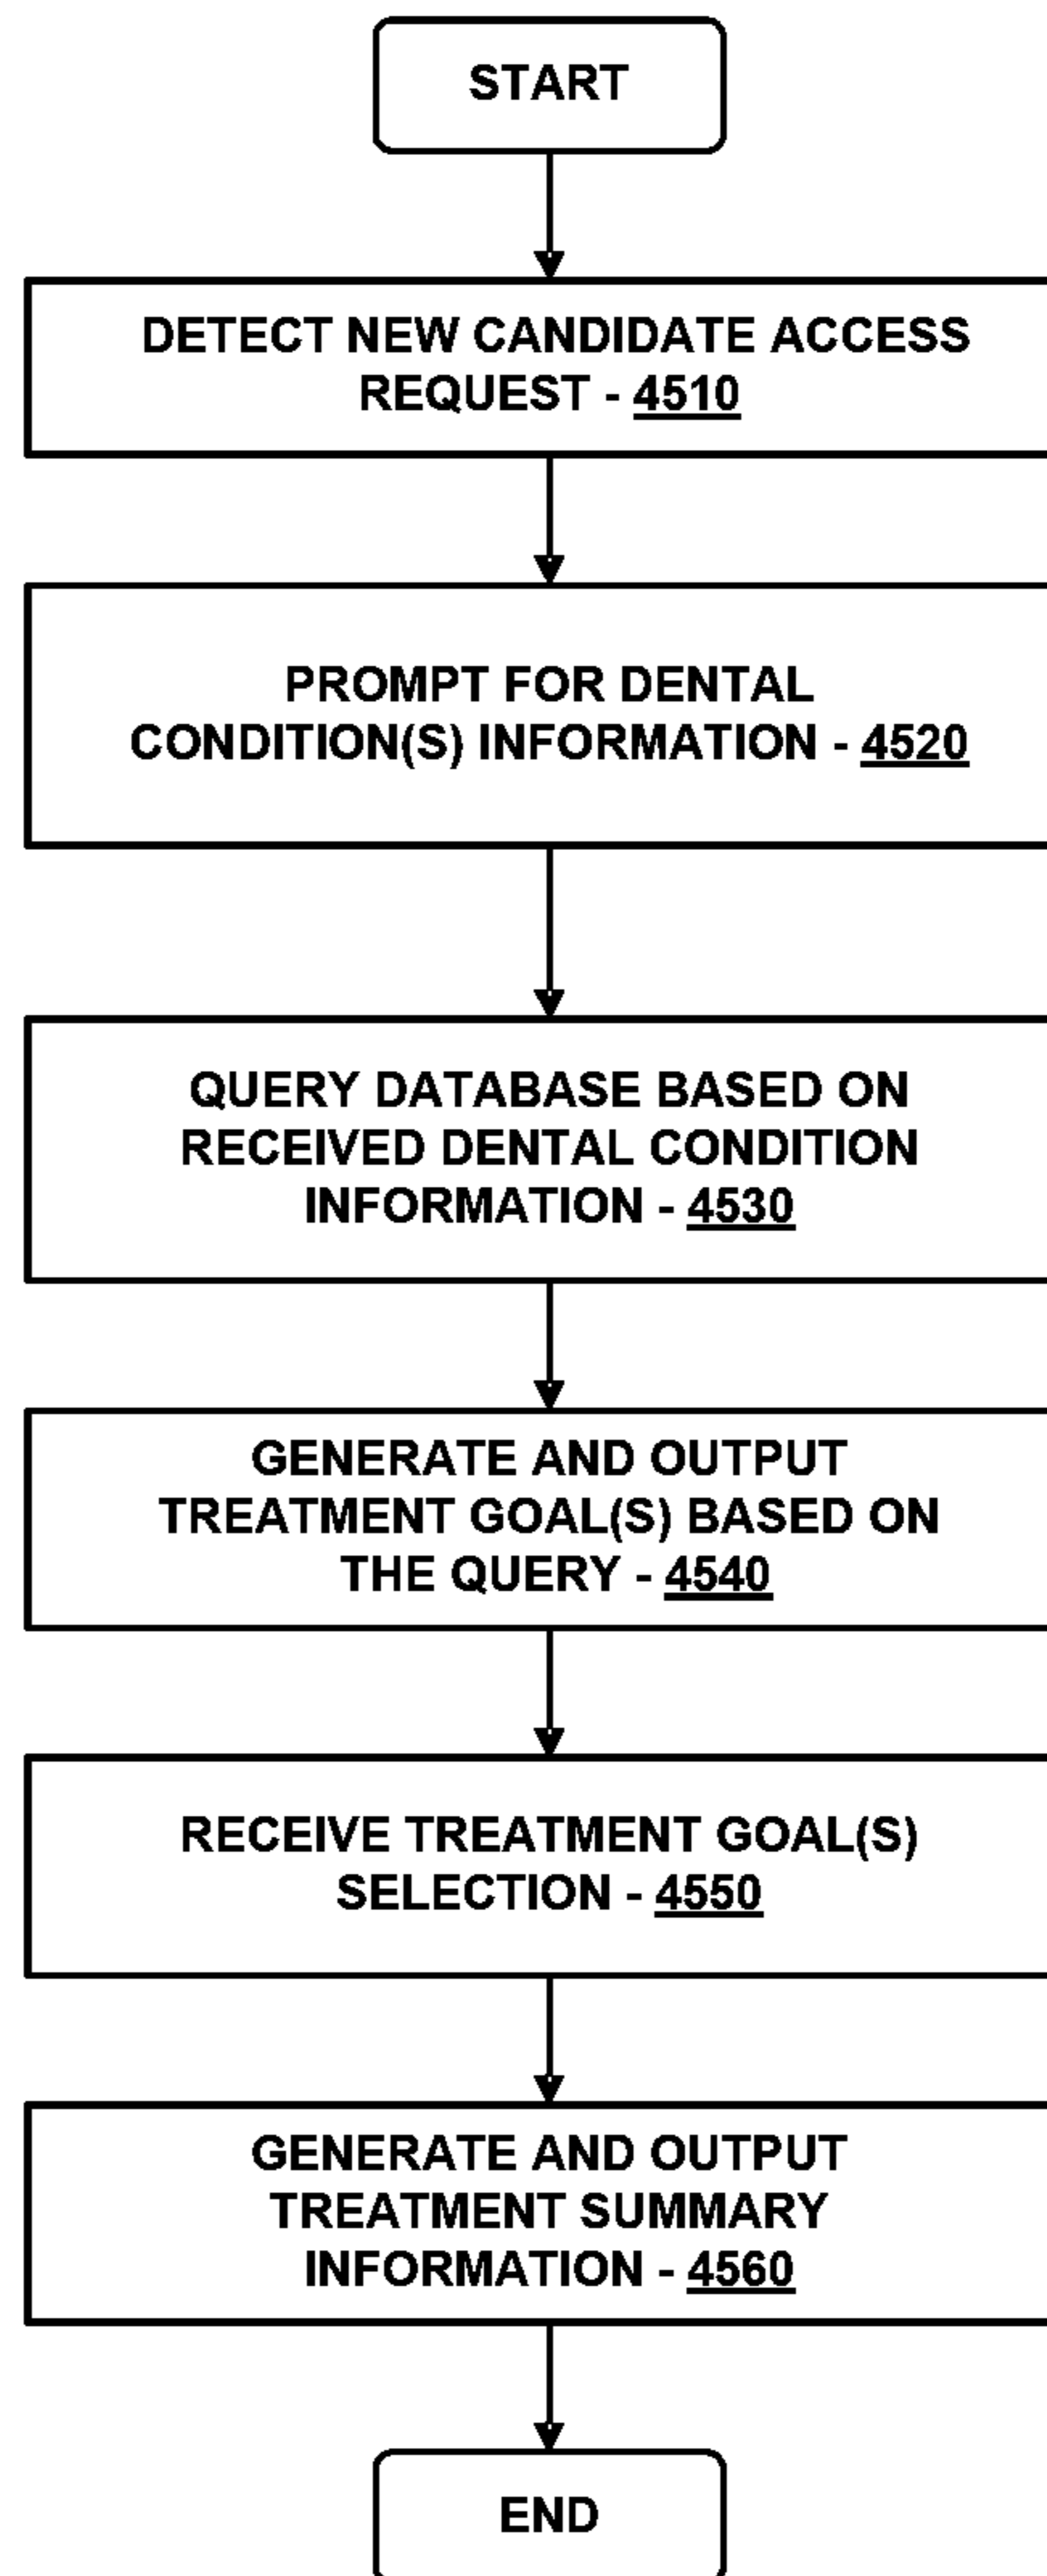 START
DETECT NEW CANDIDATE ACCESS
REQUEST - 4510
PROMPT FOR DENTAL
CONDITION(S) INFORMATION - 4520
QUERY DATABASE BASED ON
RECEIVED DENTAL CONDITION
INFORMATION - 4530
GENERATE AND OUTPUT
TREATMENT GOAL(S) BASED ON
THE QUERY - 4540
RECEIVE TREATMENT GOAL(S)
SELECTION - 4550
GENERATE AND OUTPUT
TREATMENT SUMMARY
INFORMATION - 4560
END